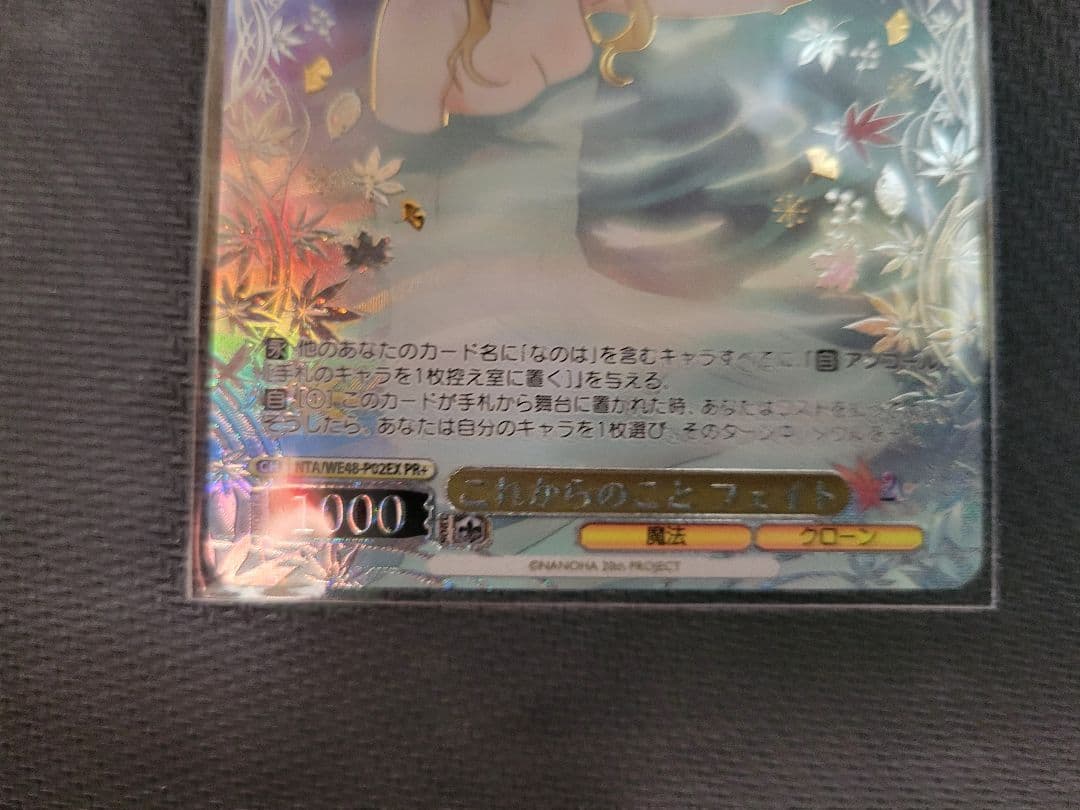 永 他のあなたのカード名に「なのは」を含むキャラすべてに、『自 アンコール
[手札のキャラを1枚控え室に置く]』を与える。
自 [①] このカードが手札から舞台に置かれた時、あなたはコストを払って
そうしたら、あなたは自分のキャラを1枚選び、そのターン中、
CH NTA/WE48-P02EX PR+
1000 これからのこと フェイト
魔法 クローン
©NANOHA 20th PROJECT